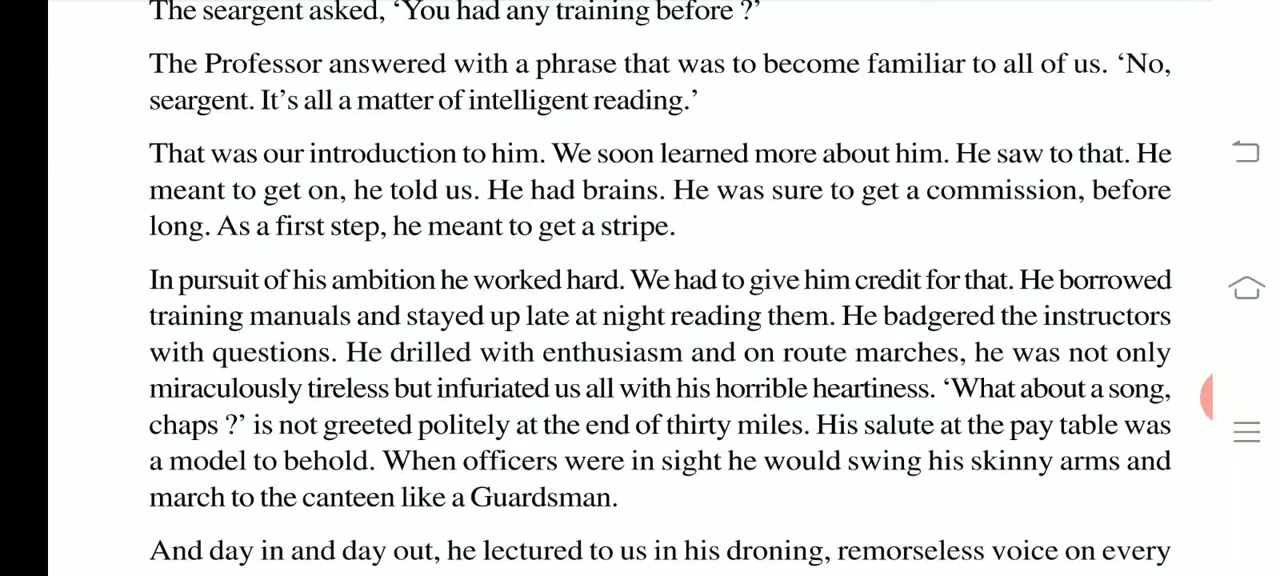 The seargent asked, ‘You had any training before ?’
The Professor answered with a phrase that was to become familiar to all of us. ‘No,
seargent. It’s all a matter of intelligent reading.’
That was our introduction to him. We soon learned more about him. He saw to that. He
meant to get on, he told us. He had brains. He was sure to get a commission, before
long. As a first step, he meant to get a stripe.
In pursuit of his ambition he worked hard. We had to give him credit for that. He borrowed
training manuals and stayed up late at night reading them. He badgered the instructors
with questions. He drilled with enthusiasm and on route marches, he was not only
miraculously tireless but infuriated us all with his horrible heartiness. ‘What about a song,
chaps ?’ is not greeted politely at the end of thirty miles. His salute at the pay table was
a model to behold. When officers were in sight he would swing his skinny arms and
march to the canteen like a Guardsman.
And day in and day out, he lectured to us in his droning, remorseless voice on every